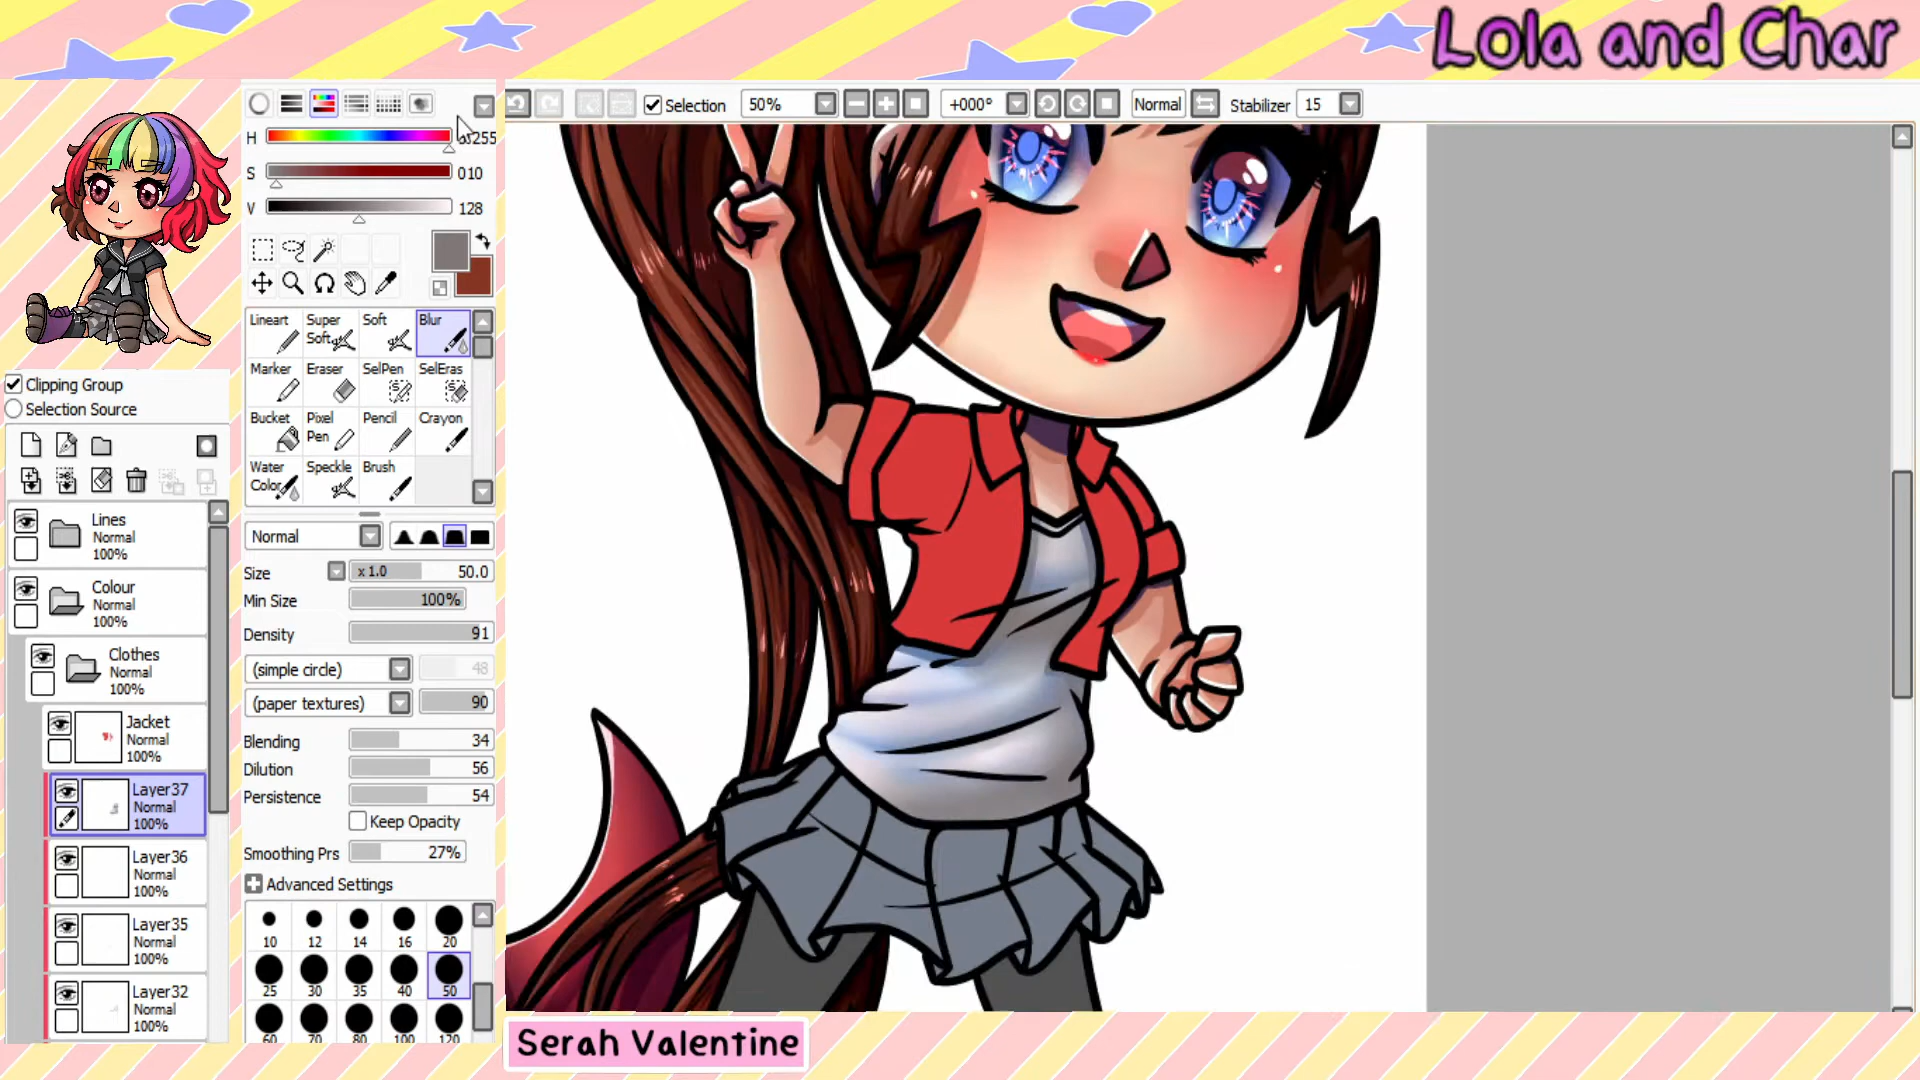 Lola and Char
Selection 50% +000° Normal Stabilizer 15
H 255
S 010
V 128
Clipping Group
Selection Source
Lineart Super Soft Soft Blur
Marker Eraser SelPen SelEras
Bucket Pixel Pen Pencil Crayon
Water Color Speckle Brush
Normal
Size x 1.0 50.0
Min Size 100%
Density 91
(simple circle) 48
(paper textures) 90
Blending 34
Dilution 56
Persistence 54
Keep Opacity
Smoothing Prs 27%
Advanced Settings
10 12 14 16 20
25 30 35 40 50
60 70 80 100 120
Lines
Normal
100%
Colour
Normal
100%
Clothes
Normal
100%
Jacket
Normal
100%
Layer37
Normal
100%
Layer36
Normal
100%
Layer35
Normal
100%
Layer32
Normal
100%
Serah Valentine